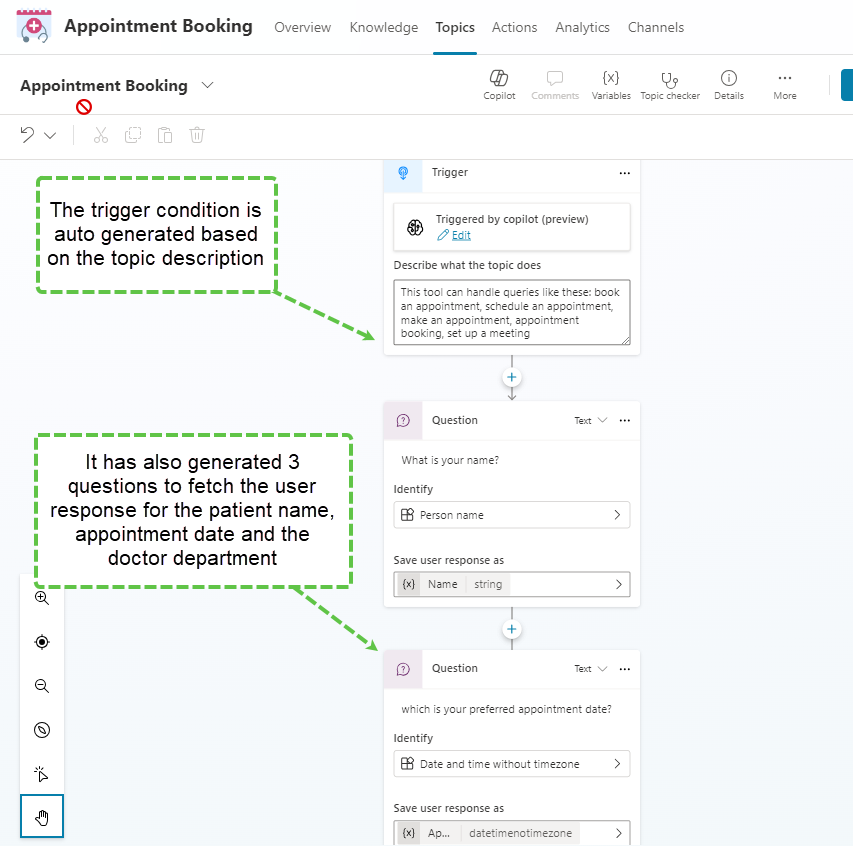 Appointment Booking Overview Knowledge Topics Actions Analytics Channels
Appointment Booking
Copilot Comments Variables Topic checker Details More
The trigger condition is
auto generated based
on the topic description
Trigger
Triggered by copilot (preview)
Edit
Describe what the topic does
This tool can handle queries like these: book
an appointment, schedule an appointment,
make an appointment, appointment
booking, set up a meeting
It has also generated 3
questions to fetch the user
response for the patient name,
appointment date and the
doctor department
Question Text
What is your name?
Identify
Person name
Save user response as
{x} Name string
Question Text
which is your preferred appointment date?
Identify
Date and time without timezone
Save user response as
{x} Ap... datetimenotimezone